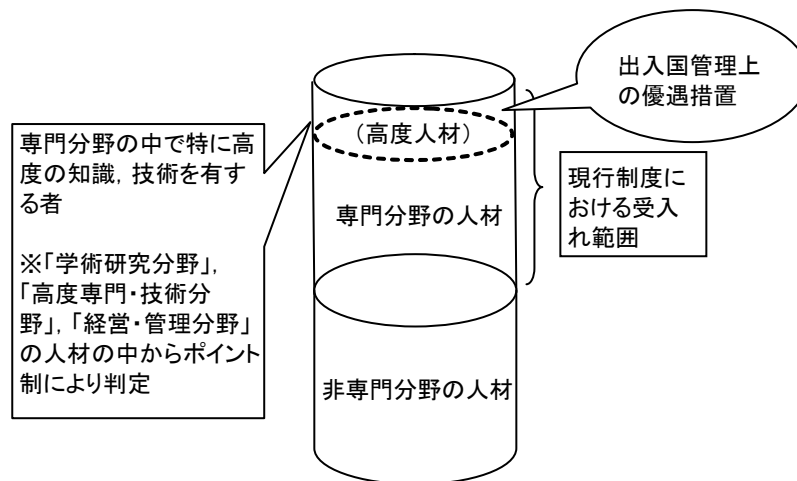 出入国管理上
の優遇措置
(高度人材)
専門分野の中で特に高
度の知識, 技術を有す
る者
※「学術研究分野」,
「高度専門・技術分
野」, 「経営・管理分野」
の人材の中からポイント
制により判定
専門分野の人材
現行制度に
おける受入
れ範囲
非専門分野の人材